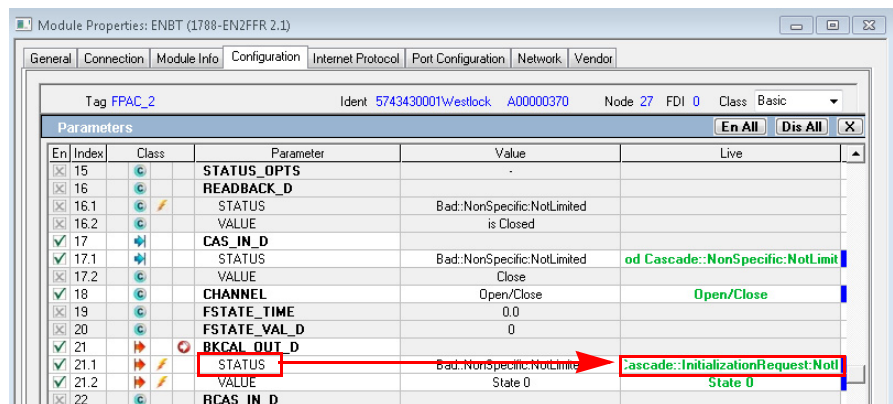 Module Properties: ENBT (1788-EN2FFR 2.1)
General Connection Module Info Configuration Internet Protocol Port Configuration Network Vendor
Tag FPAC_2 Ident 5743430001Westlock A00000370 Node 27 FDI 0 Class Basic
Parameters En All Dis All X
En Index Class Parameter Value Live
15 C STATUS_OPTS -
16 C READBACK_D
16.1 C STATUS Bad::NonSpecific:NotLimited
16.2 C VALUE is Closed
17 CAS_IN_D
17.1 STATUS Bad::NonSpecific:NotLimited od Cascade::NonSpecific:NotLimit
17.2 C VALUE Close
18 C CHANNEL Open/Close Open/Close
19 C FSTATE_TIME 0.0
20 C FSTATE_VAL_D 0
21 BKCAL_OUT_D
21.1 STATUS Bad::NonSpecific:NotLimited Cascade::InitializationRequest:Notl
21.2 VALUE State 0 State 0
22 C RCAS_IN_D